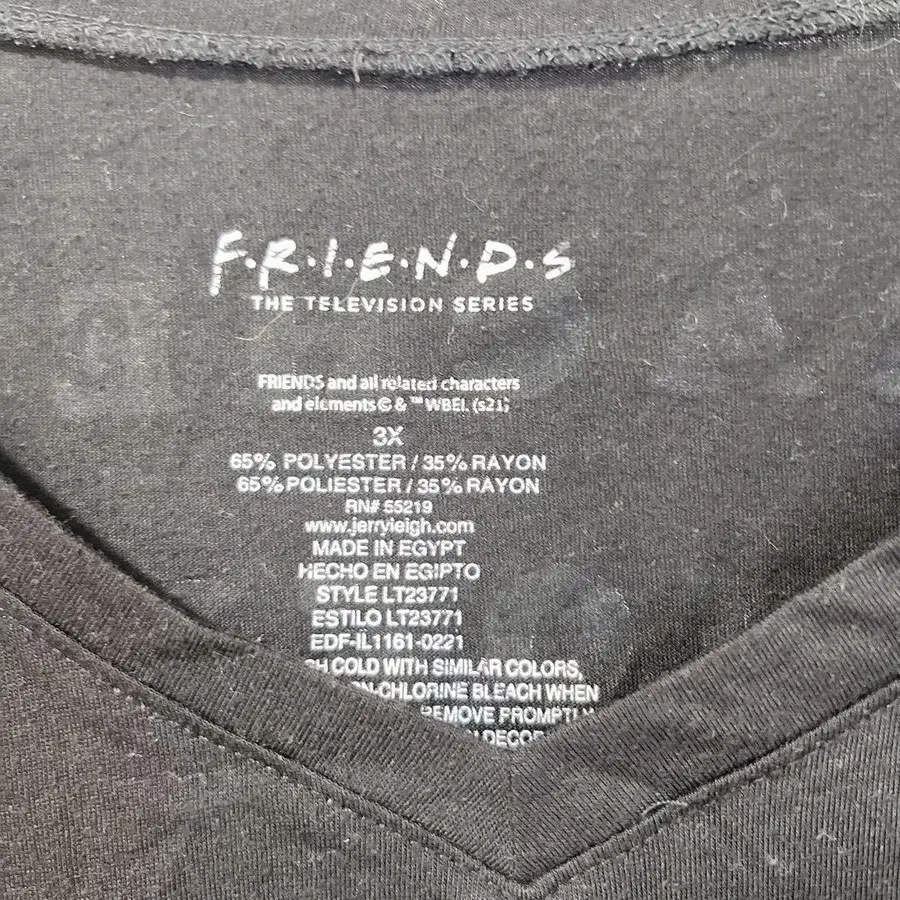 F·R·I·E·N·D·S
THE TELEVISION SERIES
FRIENDS and all related characters
and elements © & ™ WBEI. (s21)
3X
65% POLYESTER / 35% RAYON
65% POLIESTER / 35% RAYON
RN# 55219
www.jerryleigh.com
MADE IN EGYPT
HECHO EN EGIPTO
STYLE LT23771
ESTILO LT23771
EDF-IL1161-0221
COLD WITH SIMILAR COLORS,
-CHLORINE BLEACH WHEN
REMOVE PROMPTLY